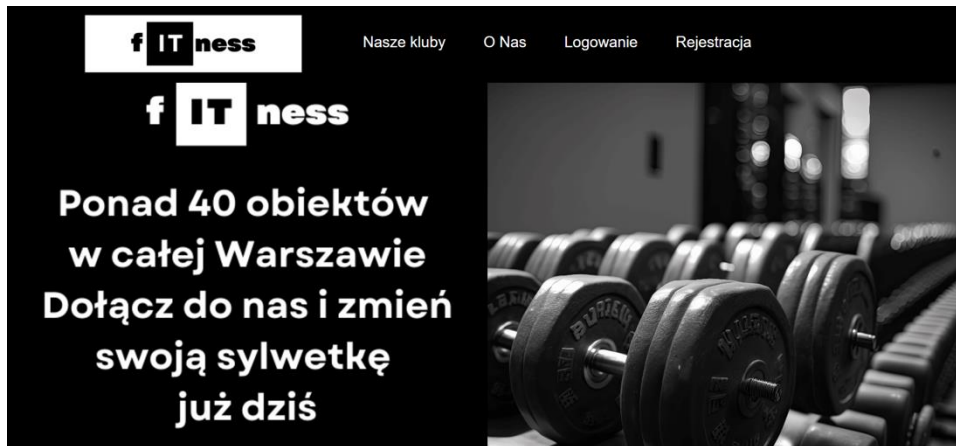 f IT ness
Nasze kluby
O Nas
Logowanie
Rejestracja
f IT ness
Ponad 40 obiektów
w całej Warszawie
Dołącz do nas i zmień
swoją sylwetkę
już dziś